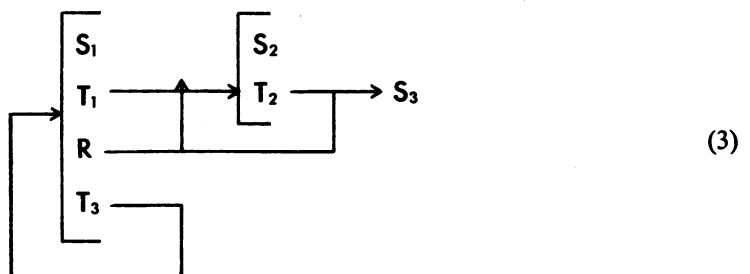 S₁ S₂
T₁ T₂ S₃
R (3)
T₃